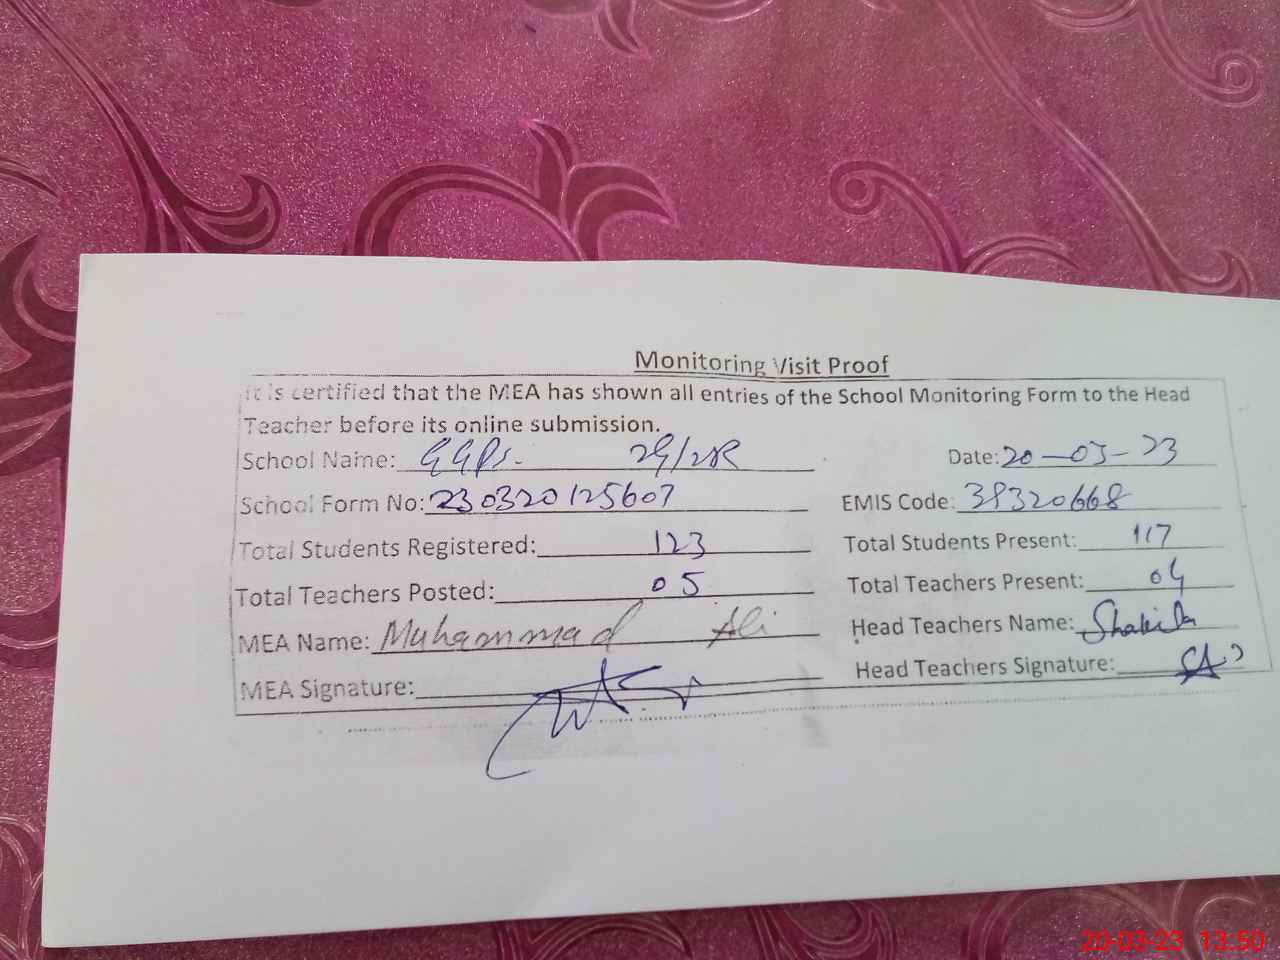 Monitoring Visit Proof
It is certified that the MEA has shown all entries of the School Monitoring Form to the Head
Teacher before its online submission.
School Name: GGPS. 29/2R Date: 20-03-23
School Form No: 230320125607 EMIS Code: 39320668
Total Students Registered: 123 Total Students Present: 117
Total Teachers Posted: 05 Total Teachers Present: 04
MEA Name: Muhammad Ali Head Teachers Name: Shakila
MEA Signature: Head Teachers Signature:
20-03-23 13:50